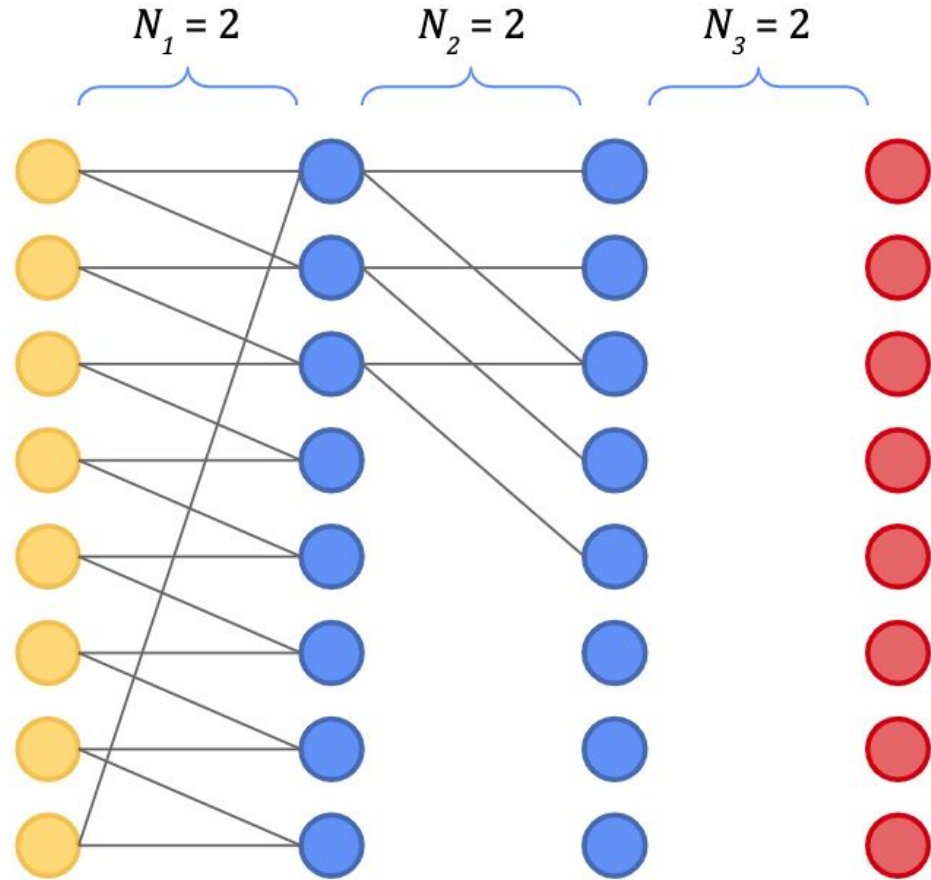 N₁ = 2 N₂ = 2 N₃ = 2